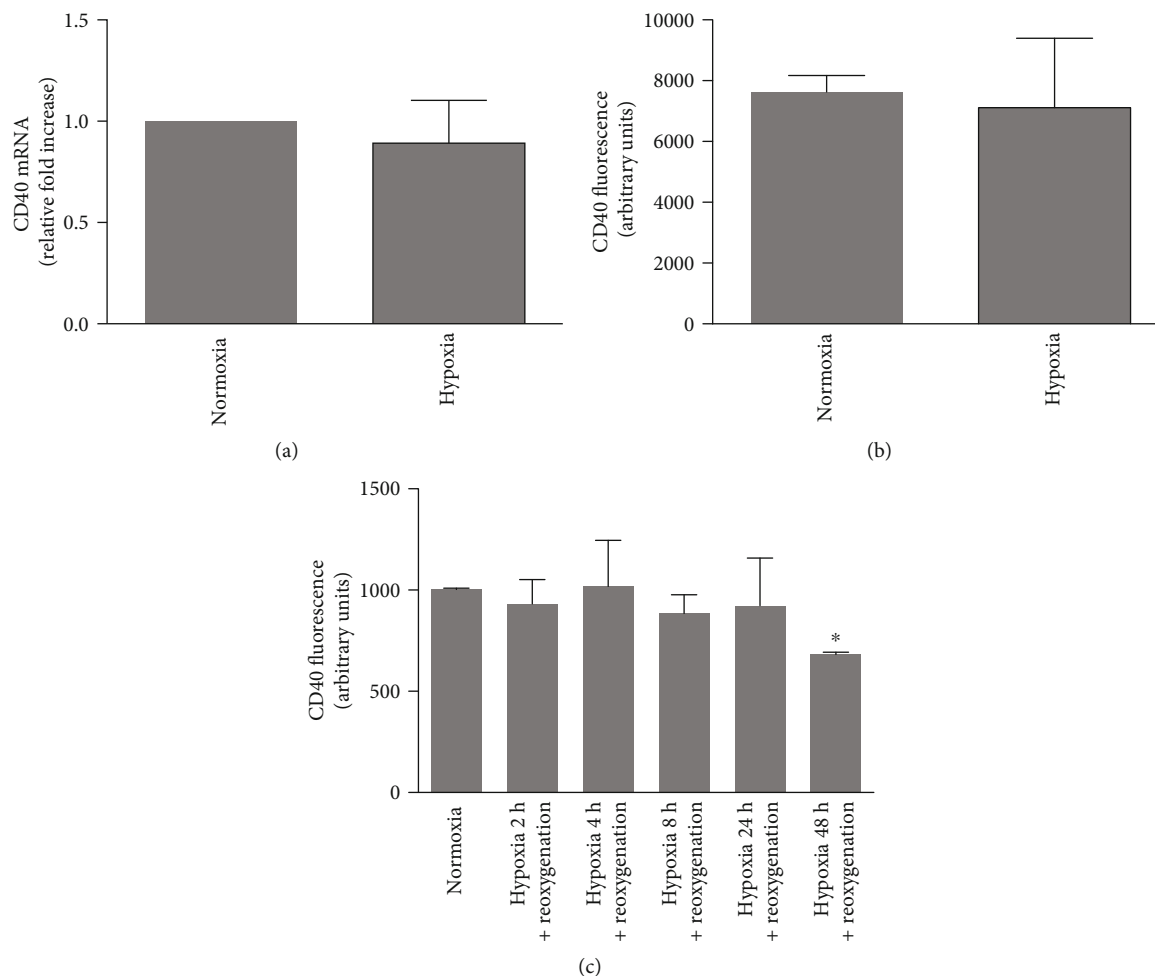 CD40 mRNA
(relative fold increase)
1.5
1.0
0.5
0.0
Normoxia
Hypoxia
(a)
CD40 fluorescence
(arbitrary units)
10000
8000
6000
4000
2000
0
Normoxia
Hypoxia
(b)
CD40 fluorescence
(arbitrary units)
1500
1000
500
0
*
Normoxia
Hypoxia 2 h
+ reoxygenation
Hypoxia 4 h
+ reoxygenation
Hypoxia 8 h
+ reoxygenation
Hypoxia 24 h
+ reoxygenation
Hypoxia 48 h
+ reoxygenation
(c)